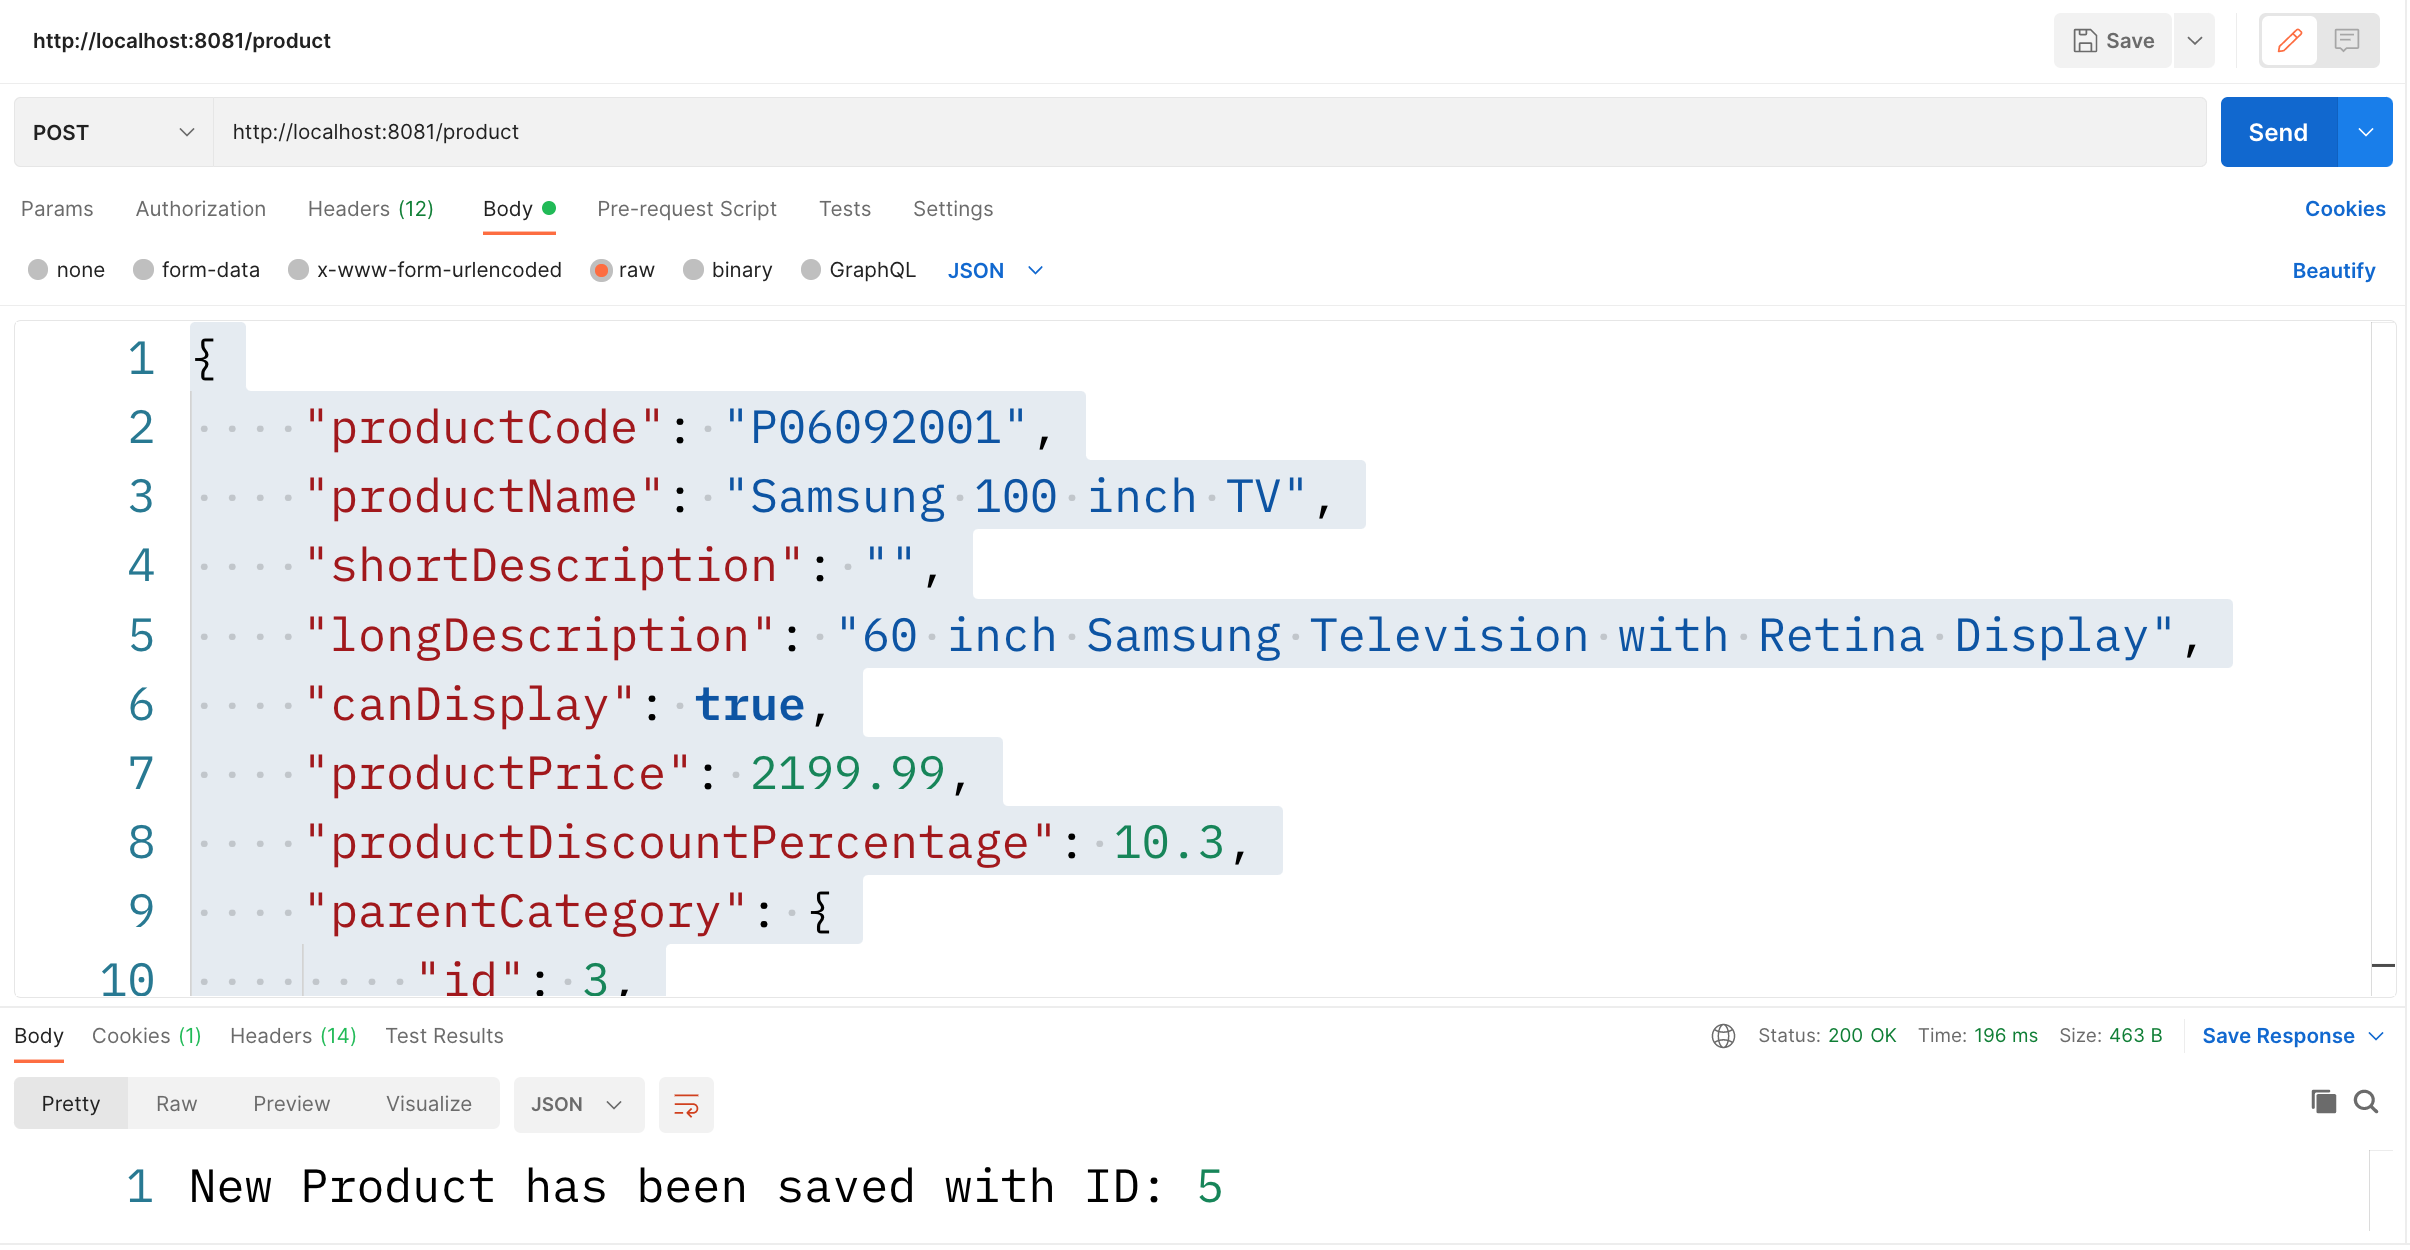 http://localhost:8081/product
Save
POST http://localhost:8081/product Send
Params Authorization Headers (12) Body Pre-request Script Tests Settings Cookies
none form-data x-www-form-urlencoded raw binary GraphQL JSON Beautify
1 {
2 "productCode": "P06092001",
3 "productName": "Samsung 100 inch TV",
4 "shortDescription": "",
5 "longDescription": "60 inch Samsung Television with Retina Display",
6 "canDisplay": true,
7 "productPrice": 2199.99,
8 "productDiscountPercentage": 10.3,
9 "parentCategory": {
10 "id": 3,
Body Cookies (1) Headers (14) Test Results Status: 200 OK Time: 196 ms Size: 463 B Save Response
Pretty Raw Preview Visualize JSON
1 New Product has been saved with ID: 5